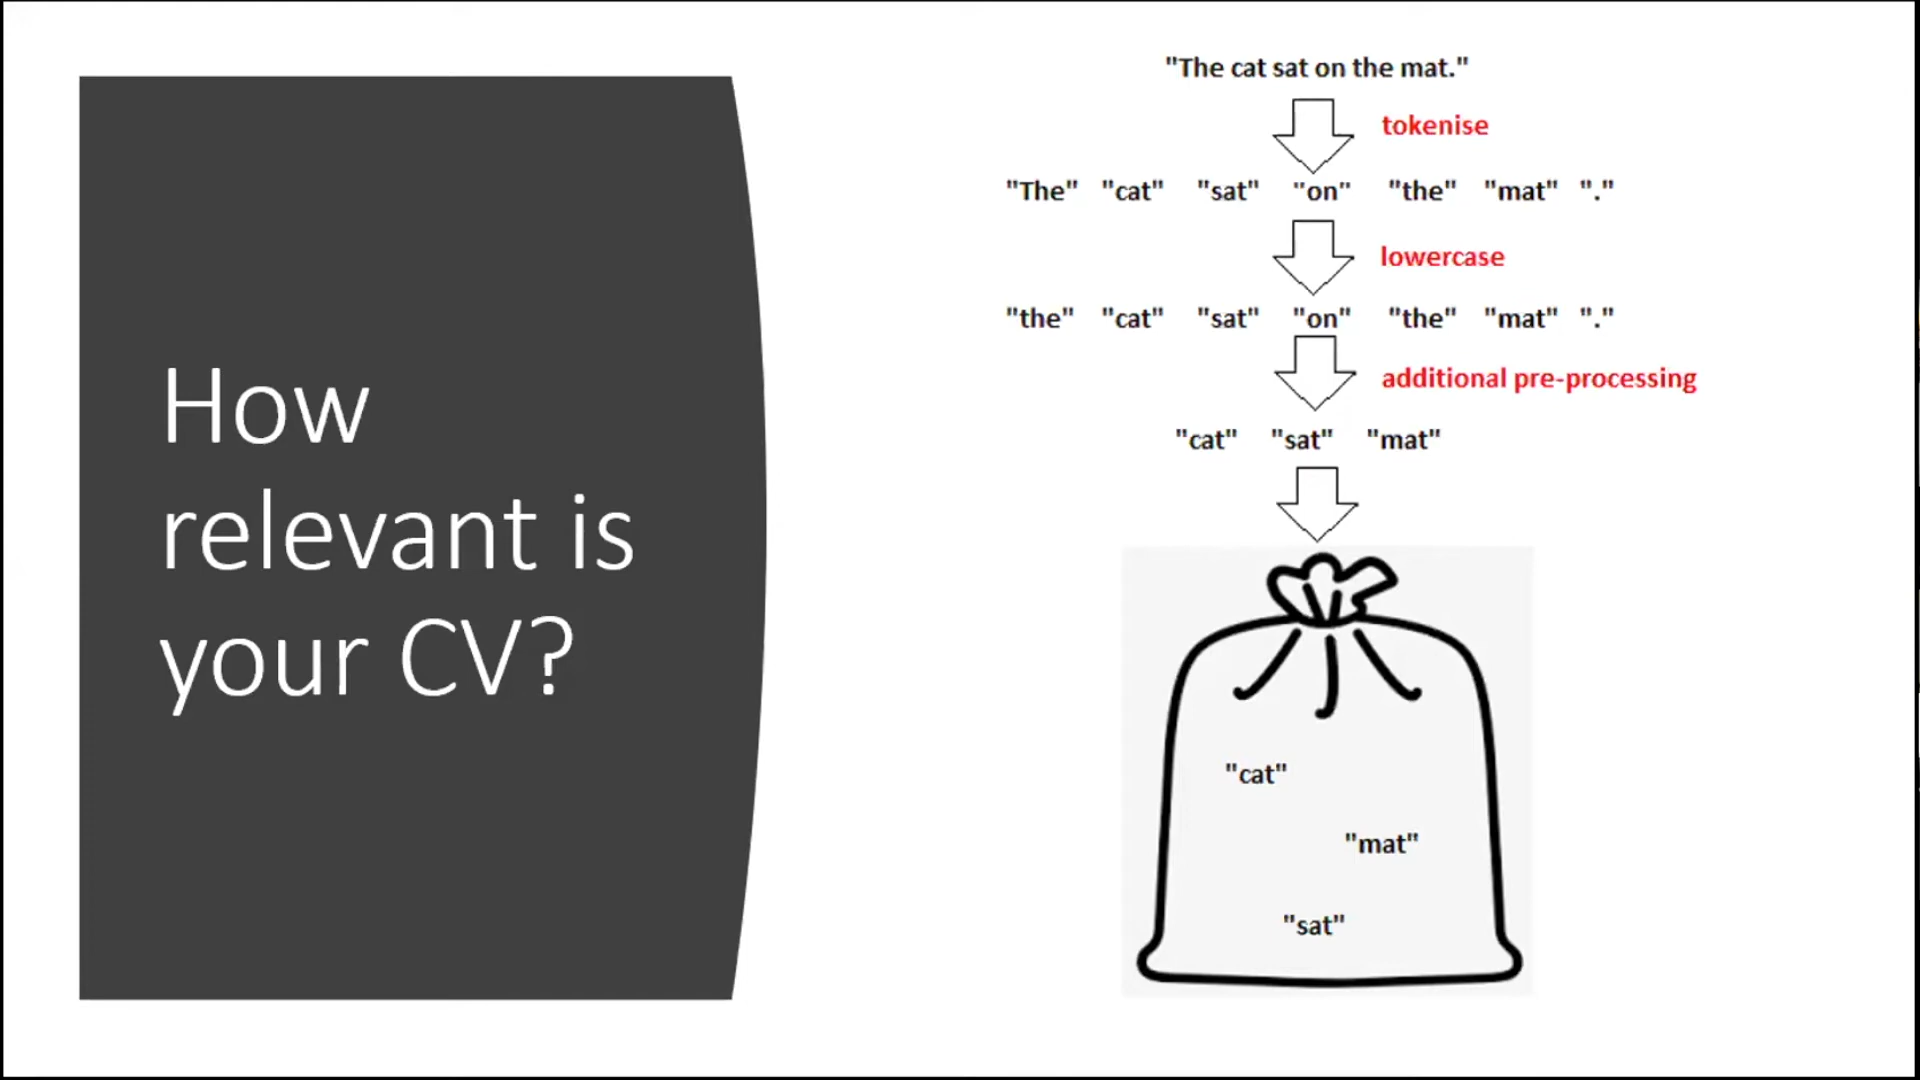 How
relevant is
your CV?
"The cat sat on the mat."
tokenise
"The" "cat" "sat" "on" "the" "mat" "."
lowercase
"the" "cat" "sat" "on" "the" "mat" "."
additional pre-processing
"cat" "sat" "mat"
"cat"
"mat"
"sat"